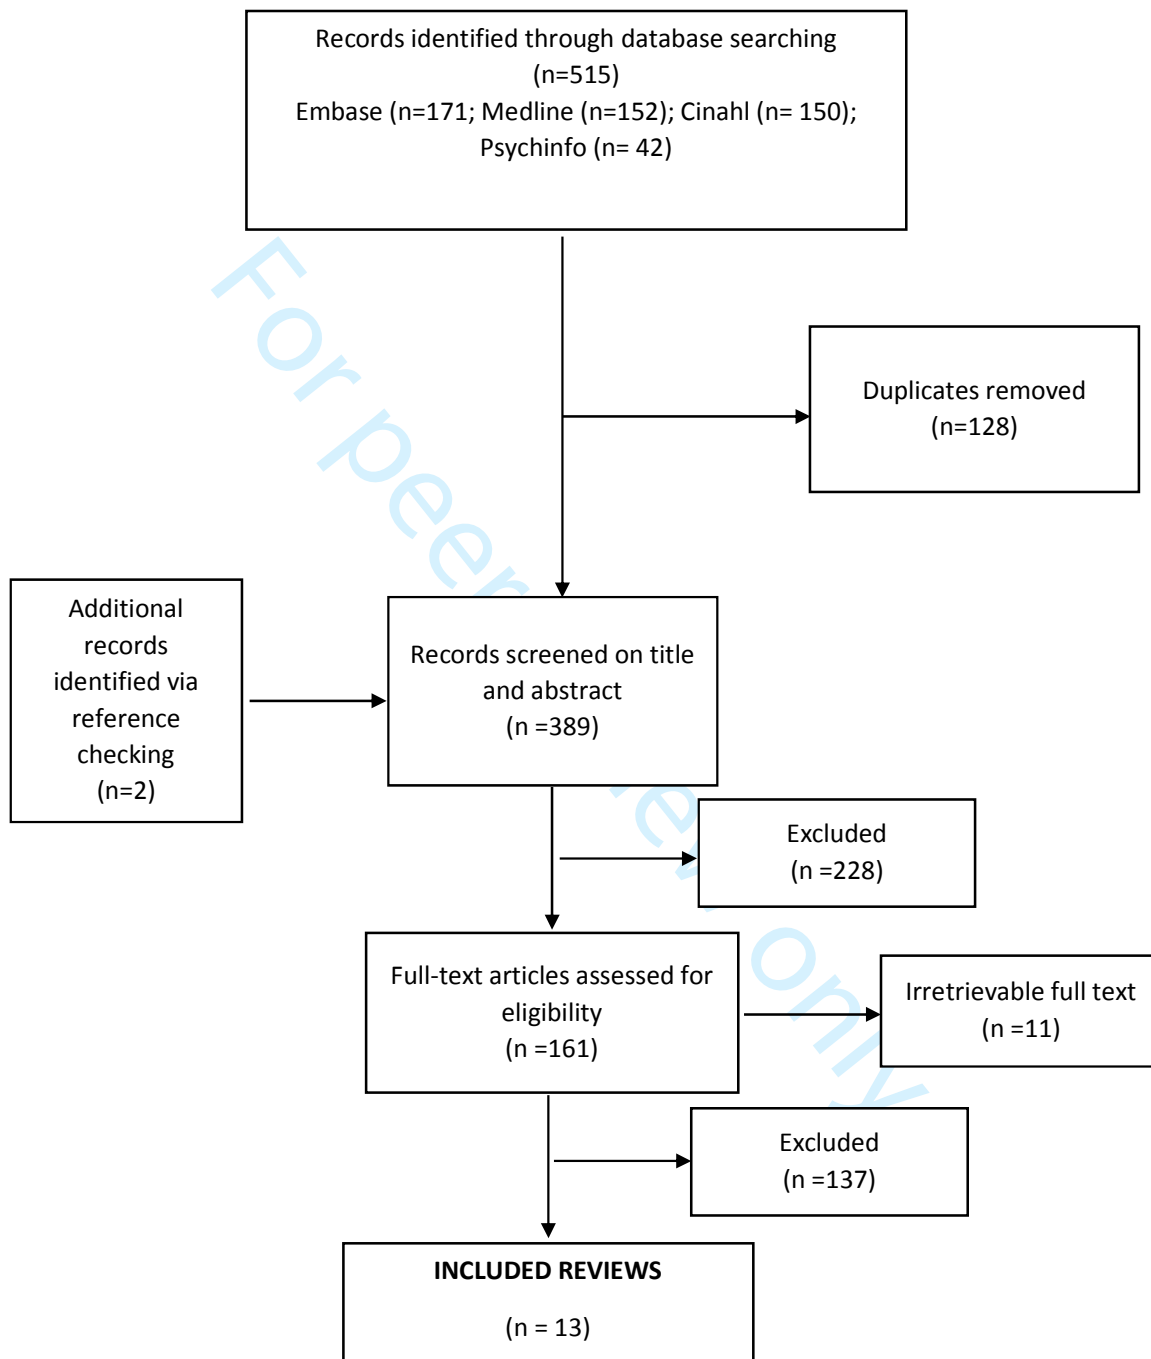 Records identified through database searching
(n=515)
Embase (n=171; Medline (n=152); Cinahl (n= 150);
Psychinfo (n= 42)
Duplicates removed
(n=128)
Additional
records
identified via
reference
checking
(n=2)
Records screened on title
and abstract
(n =389)
Excluded
(n =228)
Full-text articles assessed for
eligibility
(n =161)
Irretrievable full text
(n =11)
Excluded
(n =137)
INCLUDED REVIEWS
(n = 13)
For peer review only